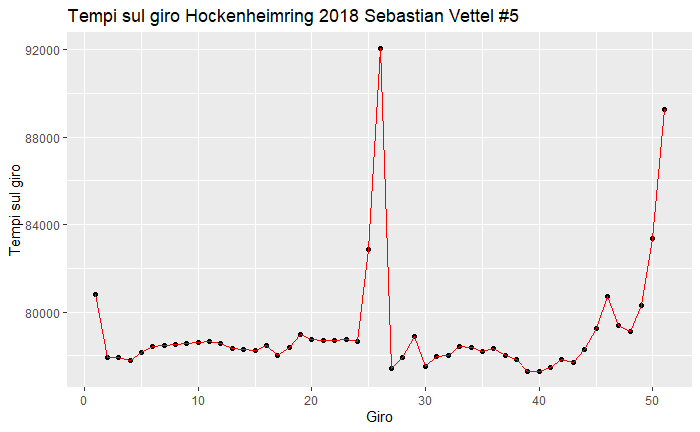 Tempi sul giro Hockenheimring 2018 Sebastian Vettel #5
92000
88000
84000
80000
Tempi sul giro
0 10 20 30 40 50
Giro